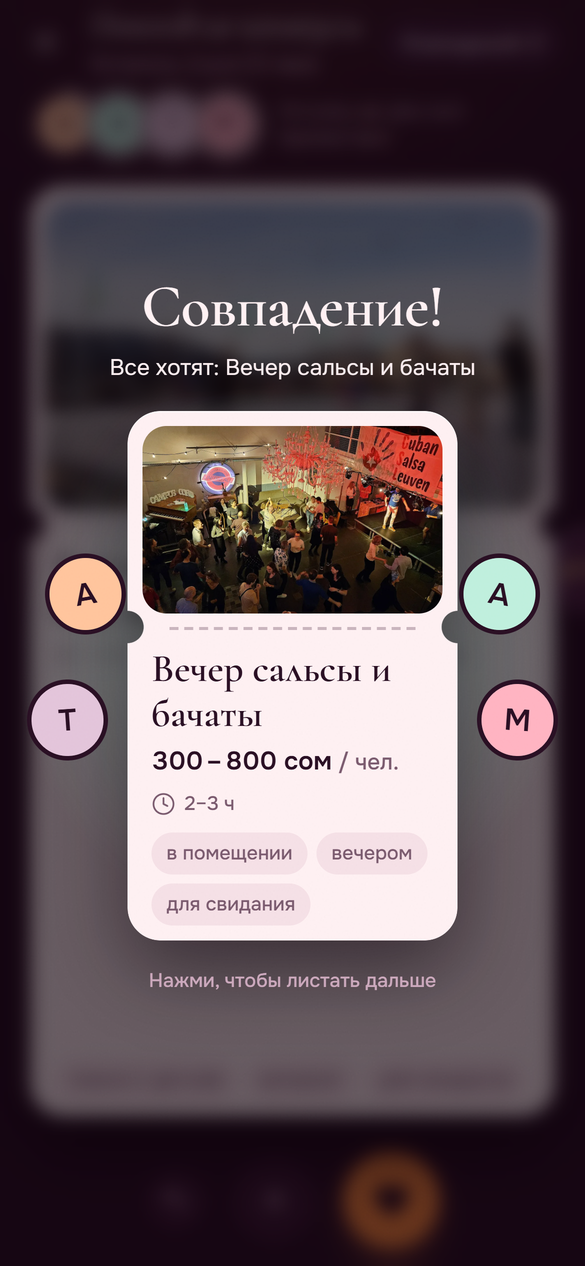 Совпадение!
Все хотят: Вечер сальсы и бачаты
Cuban
Salsa
Leuven
A
A
Вечер сальсы и
бачаты
T
M
300 – 800 сом / чел.
2–3 ч
в помещении
вечером
для свидания
Нажми, чтобы листать дальше